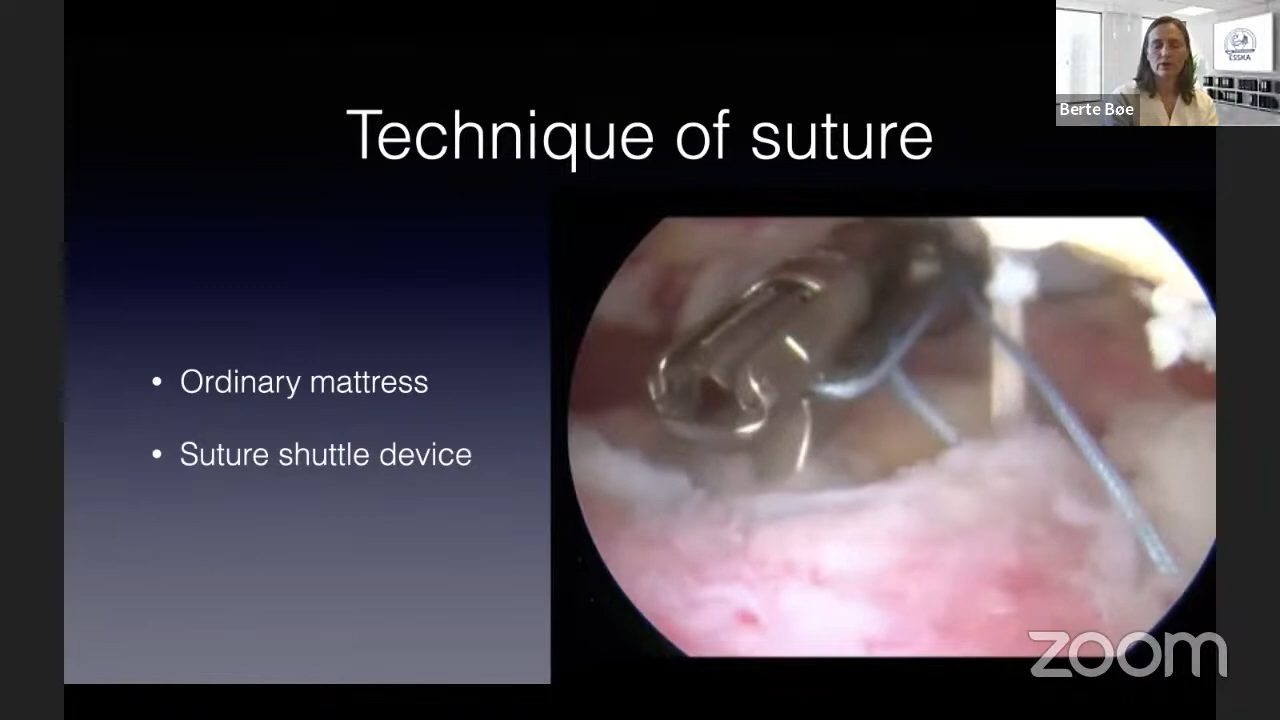 ESSKA
Berte Bøe
Technique of suture
• Ordinary mattress
• Suture shuttle device
zoom